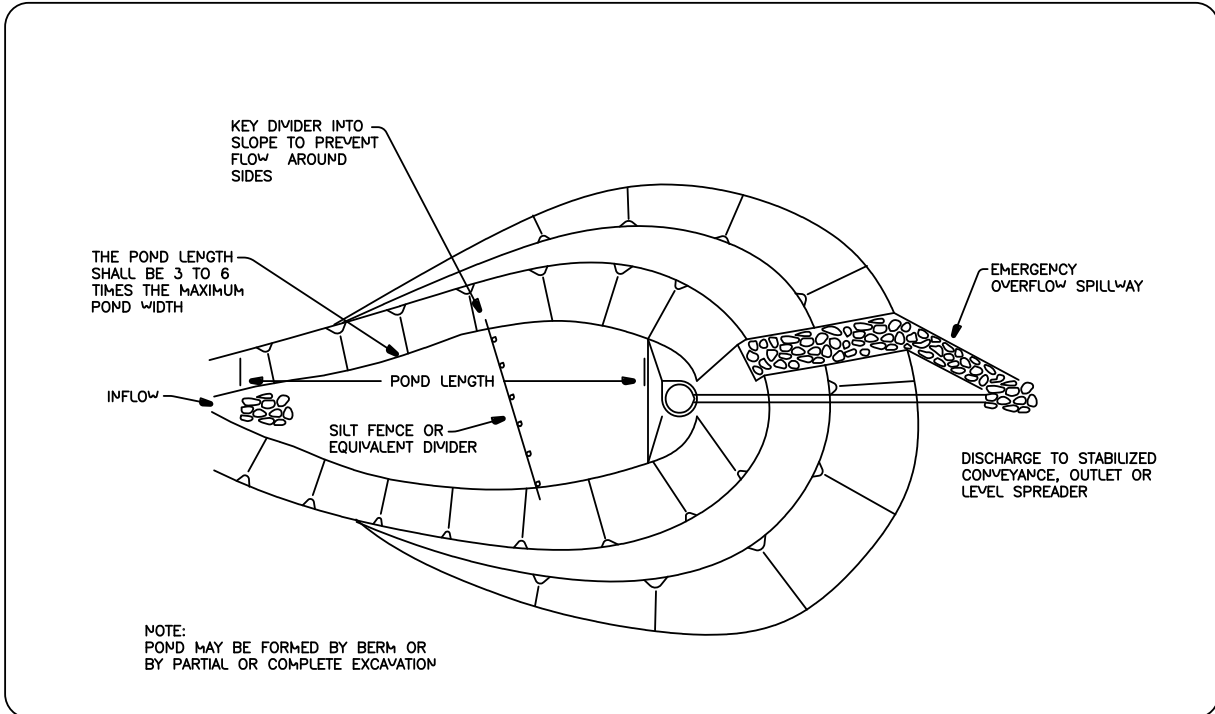 KEY DIVIDER INTO
SLOPE TO PREVENT
FLOW AROUND
SIDES
THE POND LENGTH
SHALL BE 3 TO 6
TIMES THE MAXIMUM
POND WIDTH
EMERGENCY
OVERFLOW SPILLWAY
POND LENGTH
INFLOW
SILT FENCE OR
EQUIVALENT DIVIDER
DISCHARGE TO STABILIZED
CONVEYANCE, OUTLET OR
LEVEL SPREADER
NOTE:
POND MAY BE FORMED BY BERM OR
BY PARTIAL OR COMPLETE EXCAVATION